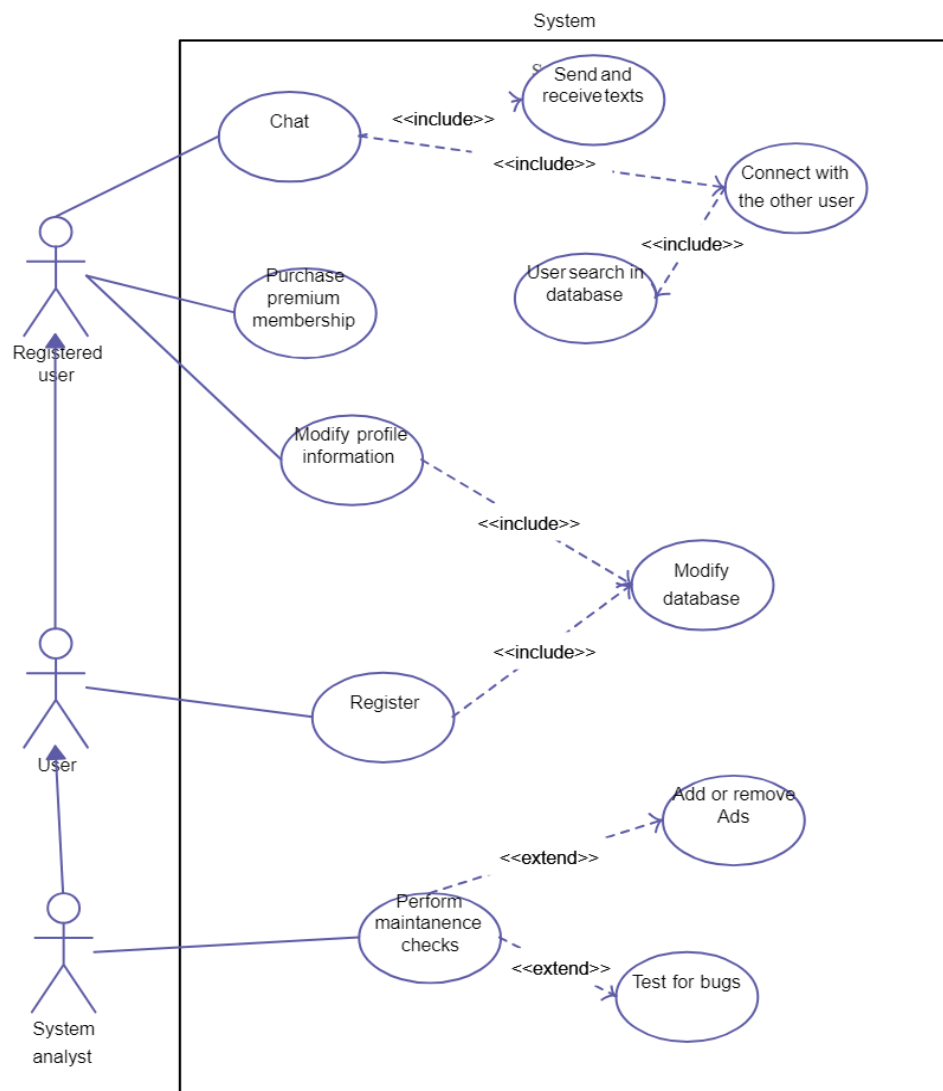 System
S
Send and
receive texts
Chat
<<include>>
<<include>>
Connect with
the other user
<<include>>
User search in
database
Purchase
premium
membership
Registered
user
Modify profile
information
<<include>>
Modify
database
<<include>>
Register
User
Add or remove
Ads
<<extend>>
Perform
maintanence
checks
<<extend>>
Test for bugs
System
analyst